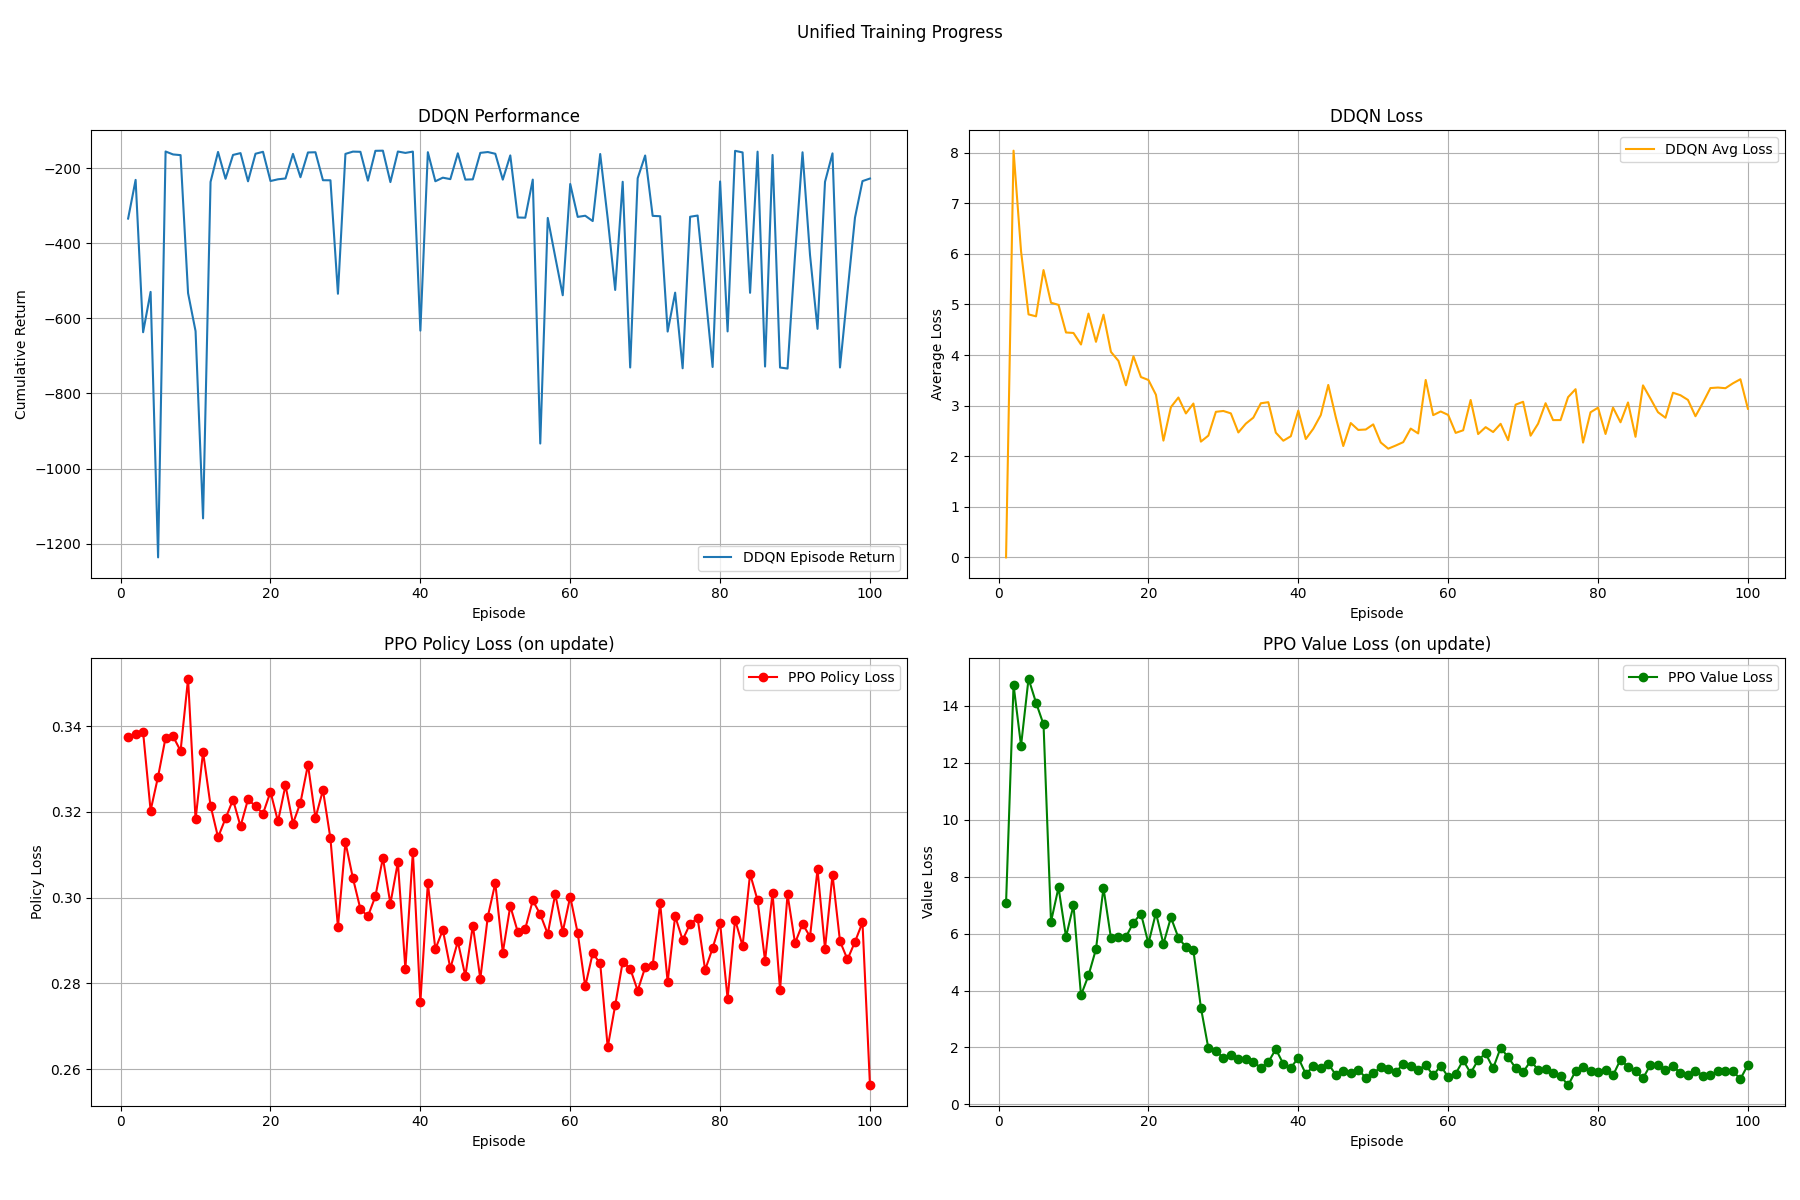 Unified Training Progress
DDQN Performance
−200
−400
−600
−800
−1000
−1200
Cumulative Return
DDQN Episode Return
0 20 40 60 80 100
Episode
DDQN Loss
DDQN Avg Loss
8
7
6
5
4
3
2
1
0
Average Loss
0 20 40 60 80 100
Episode
PPO Policy Loss (on update)
PPO Policy Loss
0.34
0.32
0.30
0.28
0.26
Policy Loss
0 20 40 60 80 100
Episode
PPO Value Loss (on update)
PPO Value Loss
14
12
10
8
6
4
2
0
Value Loss
0 20 40 60 80 100
Episode